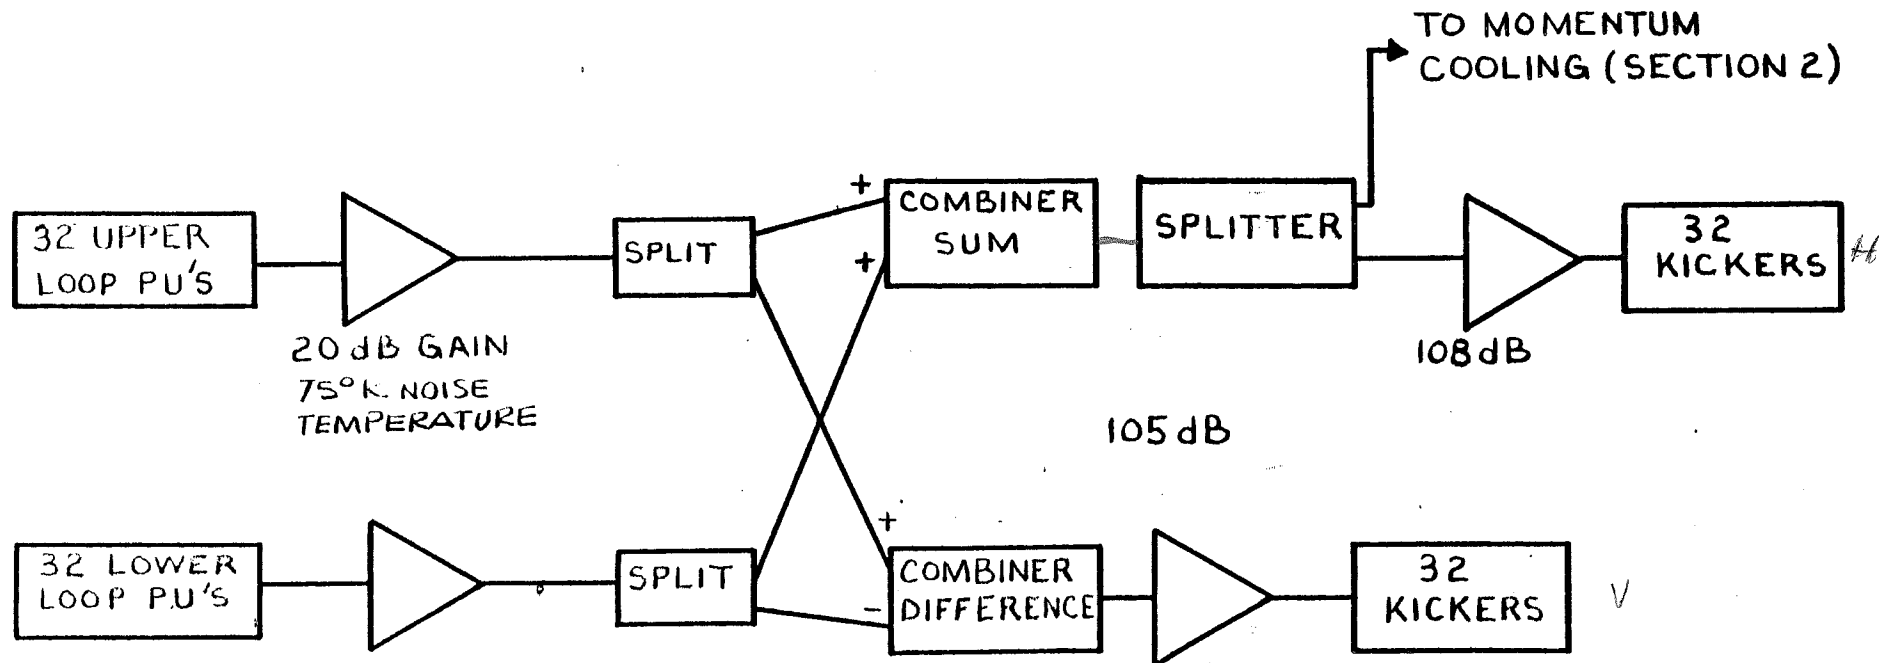 TO MOMENTUM
COOLING (SECTION 2)
32 UPPER
LOOP PU'S
20 dB GAIN
75° K. NOISE
TEMPERATURE
SPLIT
+
+
COMBINER
SUM
SPLITTER
108 dB
32
KICKERS
H
105 dB
32 LOWER
LOOP P.U'S
SPLIT
+
-
COMBINER
DIFFERENCE
32
KICKERS
V